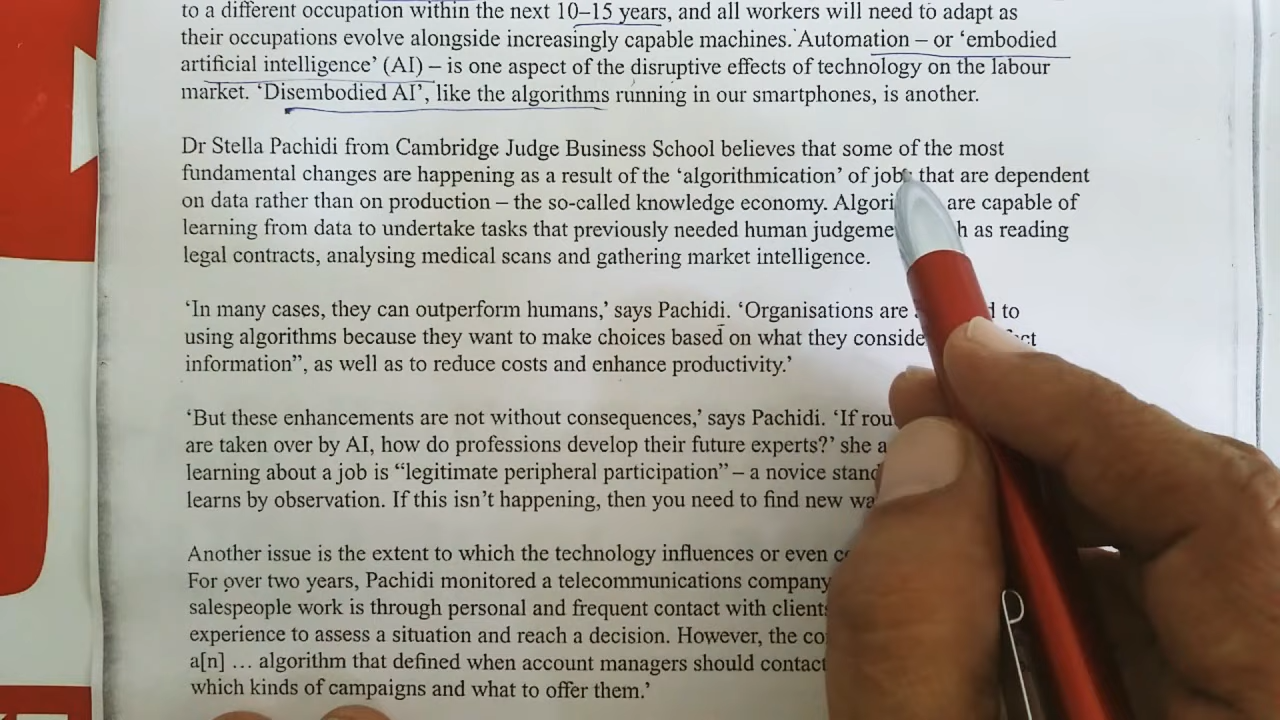 to a different occupation within the next 10–15 years, and all workers will need to adapt as
their occupations evolve alongside increasingly capable machines. Automation – or ‘embodied
artificial intelligence’ (AI) – is one aspect of the disruptive effects of technology on the labour
market. ‘Disembodied AI’, like the algorithms running in our smartphones, is another.
Dr Stella Pachidi from Cambridge Judge Business School believes that some of the most
fundamental changes are happening as a result of the ‘algorithmication’ of jobs that are dependent
on data rather than on production – the so-called knowledge economy. are capable of
learning from data to undertake tasks that previously needed human as reading
legal contracts, analysing medical scans and gathering market intelligence.
‘In many cases, they can outperform humans,’ says Pachidi. ‘Organisations are to
using algorithms because they want to make choices based on what they
information”, as well as to reduce costs and enhance productivity.’
‘But these enhancements are not without consequences,’ says Pachidi. ‘If
are taken over by AI, how do professions develop their future experts?’ she
learning about a job is “legitimate peripheral participation” – a novice
learns by observation. If this isn’t happening, then you need to find new
Another issue is the extent to which the technology influences or even
For over two years, Pachidi monitored a telecommunications company
salespeople work is through personal and frequent contact with
experience to assess a situation and reach a decision. However, the
a[n] … algorithm that defined when account managers should contact
which kinds of campaigns and what to offer them.’